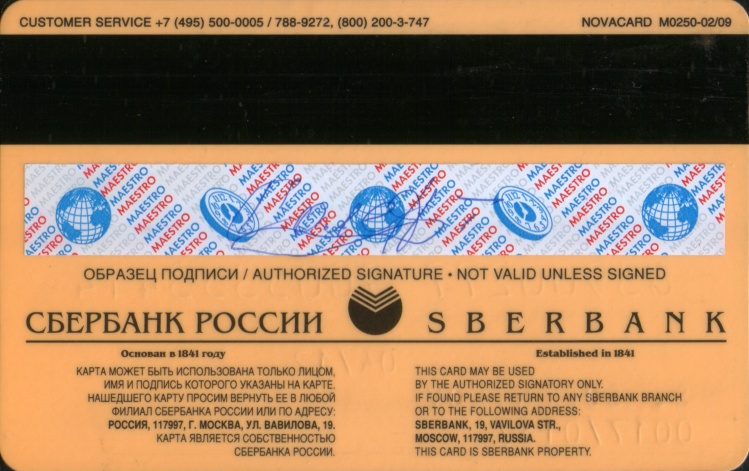 CUSTOMER SERVICE +7 (495) 500-0005 / 788-9272, (800) 200-3-747
NOVACARD M0250-02/09
MAESTRO
ОБРАЗЕЦ ПОДПИСИ / AUTHORIZED SIGNATURE • NOT VALID UNLESS SIGNED
СБЕРБАНК РОССИИ
SBERBANK
Основан в 1841 году
КАРТА МОЖЕТ БЫТЬ ИСПОЛЬЗОВАНА ТОЛЬКО ЛИЦОМ,
ИМЯ И ПОДПИСЬ КОТОРОГО УКАЗАНЫ НА КАРТЕ.
НАШЕДШЕГО КАРТУ ПРОСИМ ВЕРНУТЬ ЕЕ В ЛЮБОЙ
ФИЛИАЛ СБЕРБАНКА РОССИИ ИЛИ ПО АДРЕСУ:
РОССИЯ, 117997, Г. МОСКВА, УЛ. ВАВИЛОВА, 19.
КАРТА ЯВЛЯЕТСЯ СОБСТВЕННОСТЬЮ
СБЕРБАНКА РОССИИ.
Established in 1841
THIS CARD MAY BE USED
BY THE AUTHORIZED SIGNATORY ONLY.
IF FOUND PLEASE RETURN TO ANY SBERBANK BRANCH
OR TO THE FOLLOWING ADDRESS:
SBERBANK, 19, VAVILOVA STR.,
MOSCOW, 117997, RUSSIA.
THIS CARD IS SBERBANK PROPERTY.